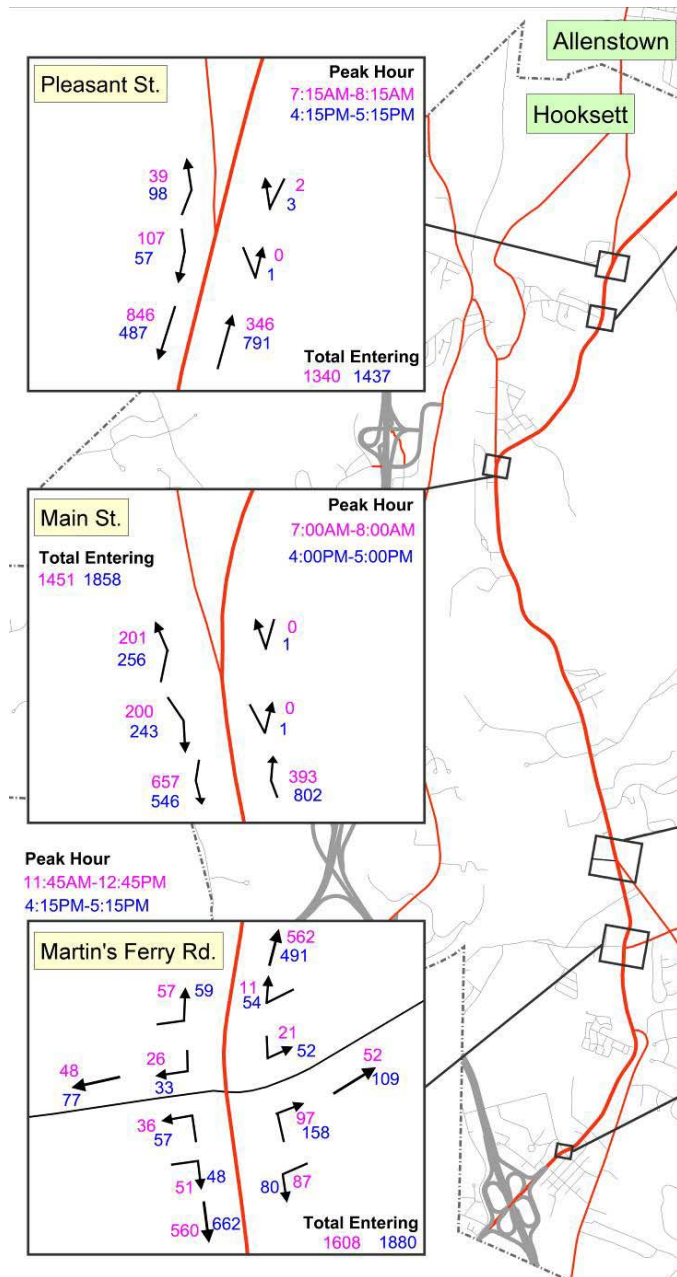 Allenstown
Hooksett
Pleasant St.
Peak Hour
7:15AM-8:15AM
4:15PM-5:15PM
39
98
2
3
107
57
0
1
846
487
346
791
Total Entering
1340 1437
Main St.
Peak Hour
7:00AM-8:00AM
4:00PM-5:00PM
Total Entering
1451 1858
201
256
0
1
200
243
0
1
657
546
393
802
Peak Hour
11:45AM-12:45PM
4:15PM-5:15PM
Martin's Ferry Rd.
562
491
57 59
11
54
21
52
48
77
26
33
52
109
36
57
97
158
51 48
80 87
560 662
Total Entering
1608 1880